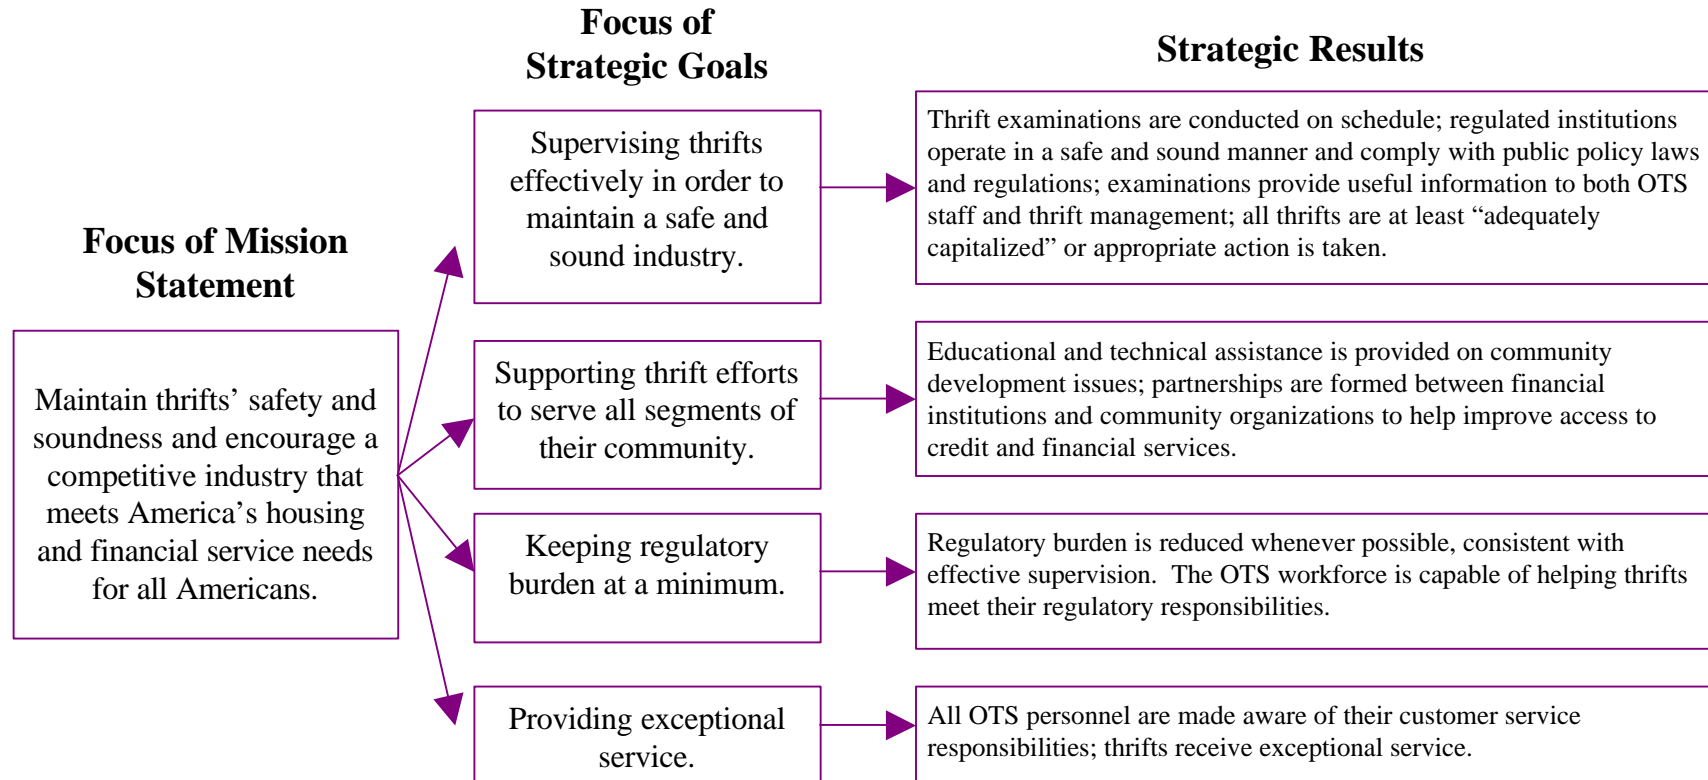 Focus of
Strategic Goals
Strategic Results
Focus of Mission
Statement
Maintain thrifts’ safety and
soundness and encourage a
competitive industry that
meets America’s housing
and financial service needs
for all Americans.
Supervising thrifts
effectively in order to
maintain a safe and
sound industry.
Thrift examinations are conducted on schedule; regulated institutions
operate in a safe and sound manner and comply with public policy laws
and regulations; examinations provide useful information to both OTS
staff and thrift management; all thrifts are at least “adequately
capitalized” or appropriate action is taken.
Supporting thrift efforts
to serve all segments of
their community.
Educational and technical assistance is provided on community
development issues; partnerships are formed between financial
institutions and community organizations to help improve access to
credit and financial services.
Keeping regulatory
burden at a minimum.
Regulatory burden is reduced whenever possible, consistent with
effective supervision.  The OTS workforce is capable of helping thrifts
meet their regulatory responsibilities.
Providing exceptional
service.
All OTS personnel are made aware of their customer service
responsibilities; thrifts receive exceptional service.